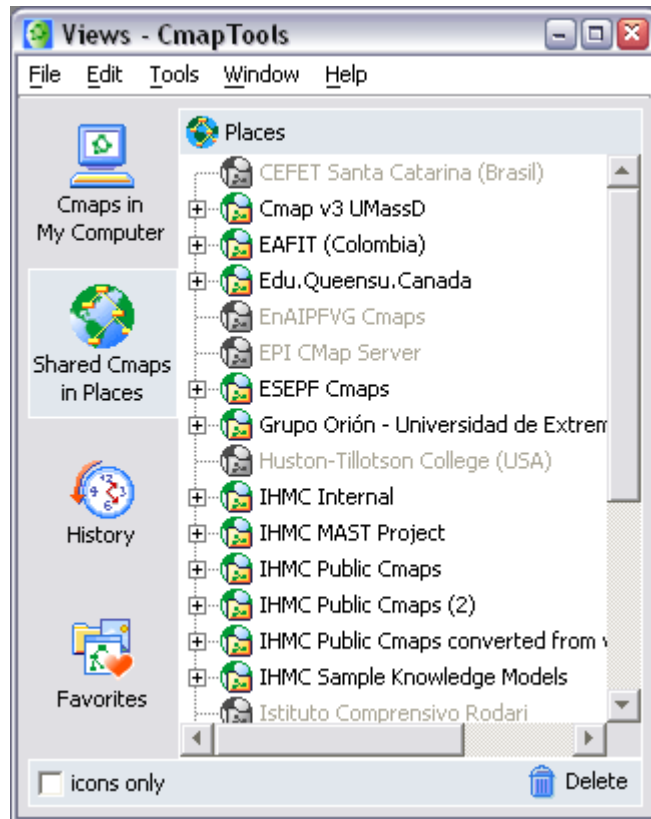 Views - CmapTools
File Edit Tools Window Help
Cmaps in
My Computer
Shared Cmaps
in Places
History
Favorites
Places
CEFET Santa Catarina (Brasil)
Cmap v3 UMassD
EAFIT (Colombia)
Edu.Queensu.Canada
EnAIPFVG Cmaps
EPI CMap Server
ESEPF Cmaps
Grupo Orión - Universidad de Extrem
Huston-Tillotson College (USA)
IHMC Internal
IHMC MAST Project
IHMC Public Cmaps
IHMC Public Cmaps (2)
IHMC Public Cmaps converted from v
IHMC Sample Knowledge Models
Istituto Comprensivo Rodari
icons only
Delete